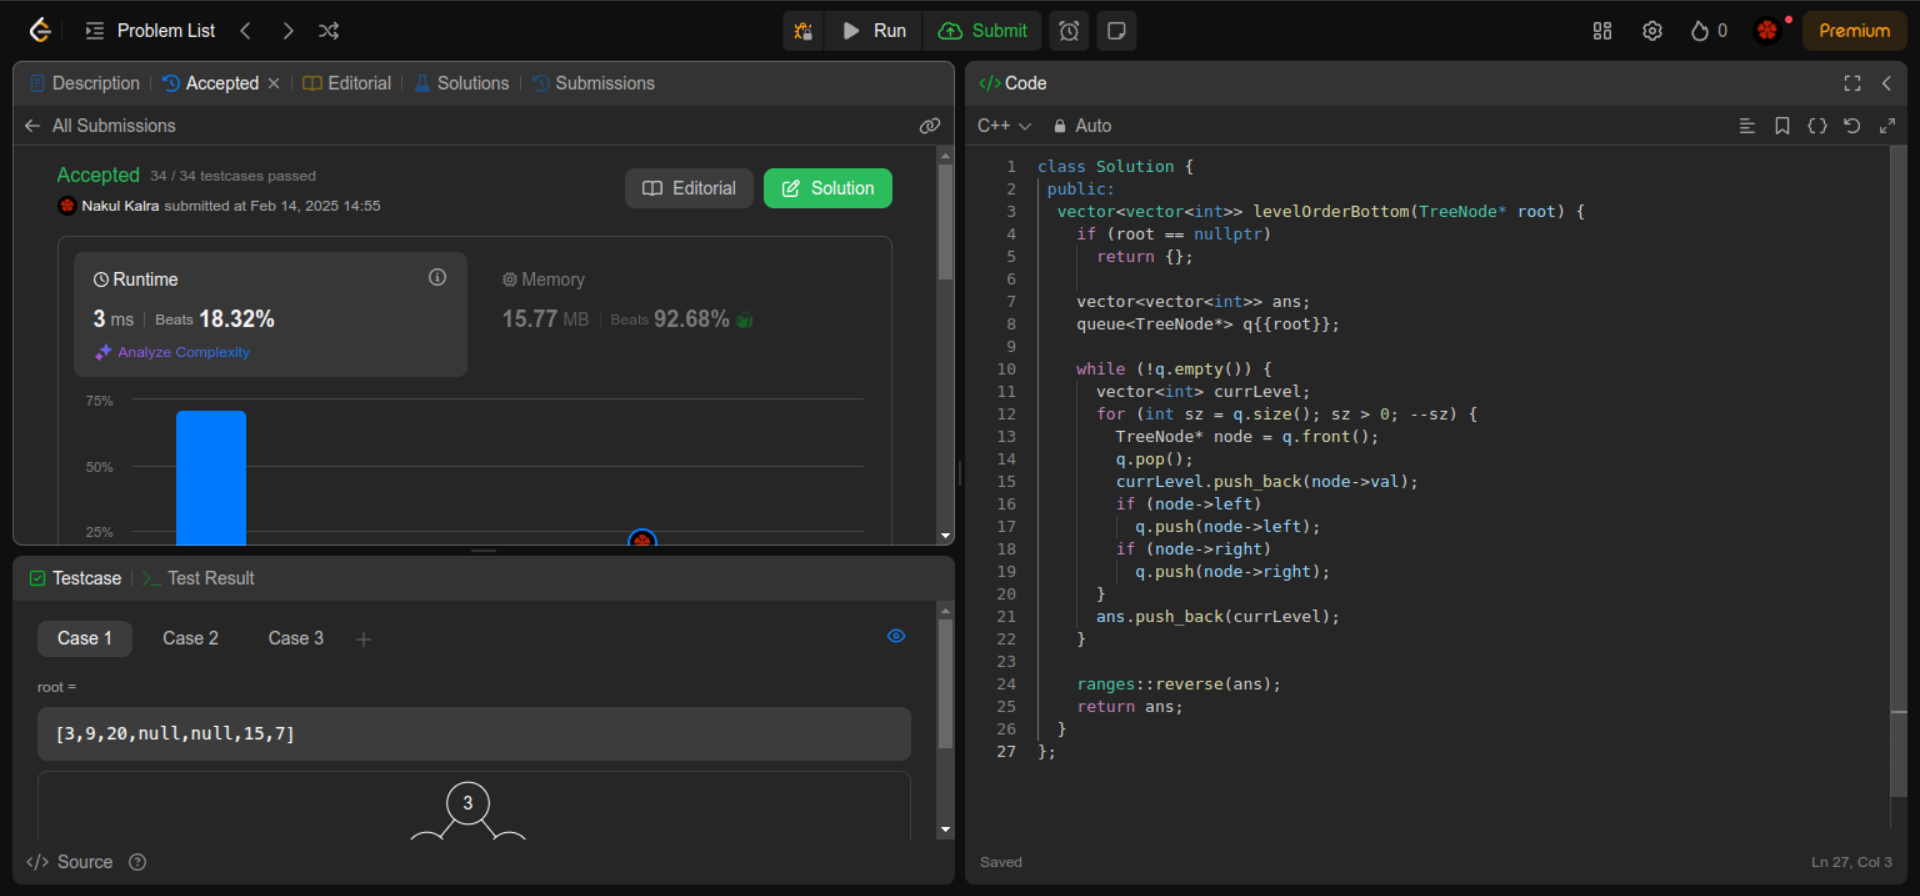 Problem List
Run
Submit
0
Premium
Description
Accepted
Editorial
Solutions
Submissions
All Submissions
Accepted 34 / 34 testcases passed
Nakul Kalra submitted at Feb 14, 2025 14:55
Editorial
Solution
Runtime
3 ms | Beats 18.32%
Analyze Complexity
Memory
15.77 MB | Beats 92.68%
75%
50%
25%
Testcase
>_ Test Result
Case 1
Case 2
Case 3
+
root =
[3,9,20,null,null,15,7]
3
</> Source
</> Code
C++
Auto
1 class Solution {
2 public:
3 vector<vector<int>> levelOrderBottom(TreeNode* root) {
4 if (root == nullptr)
5 return {};
6
7 vector<vector<int>> ans;
8 queue<TreeNode*> q{{root}};
9
10 while (!q.empty()) {
11 vector<int> currLevel;
12 for (int sz = q.size(); sz > 0; --sz) {
13 TreeNode* node = q.front();
14 q.pop();
15 currLevel.push_back(node->val);
16 if (node->left)
17 q.push(node->left);
18 if (node->right)
19 q.push(node->right);
20 }
21 ans.push_back(currLevel);
22 }
23
24 ranges::reverse(ans);
25 return ans;
26 }
27 };
Saved
Ln 27, Col 3